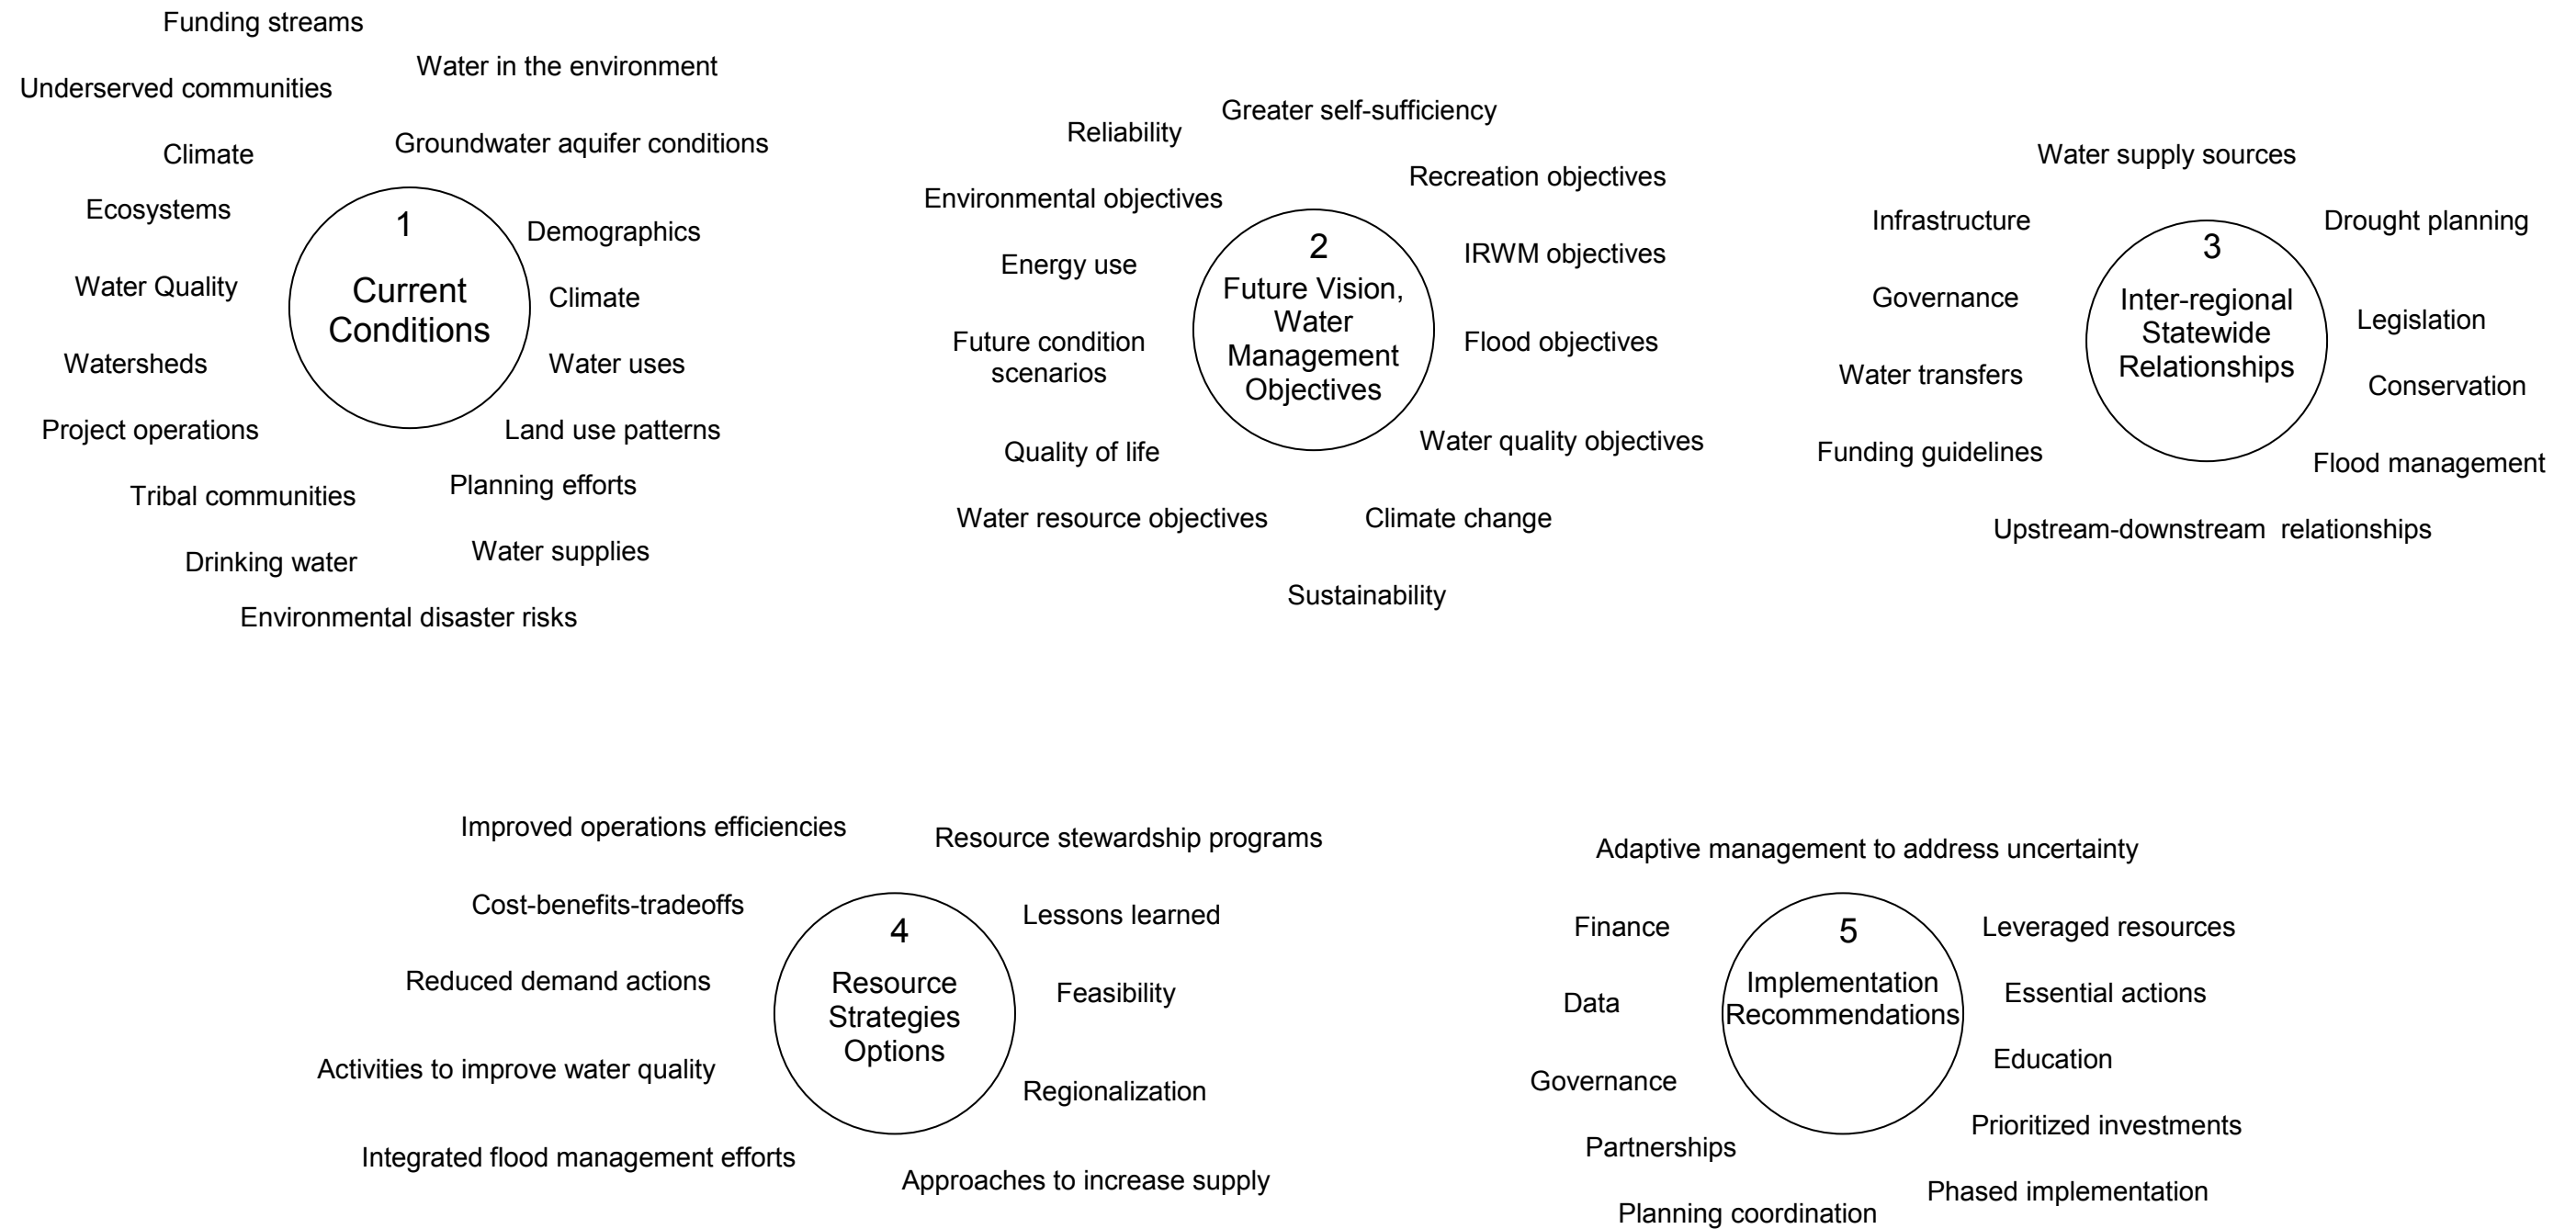 Funding streams
Water in the environment
Underserved communities
Groundwater aquifer conditions
Climate
Ecosystems
1
Current
Conditions
Demographics
Water Quality
Climate
Watersheds
Water uses
Project operations
Land use patterns
Tribal communities
Planning efforts
Drinking water
Water supplies
Environmental disaster risks
Greater self-sufficiency
Reliability
Recreation objectives
Environmental objectives
2
Future Vision,
Water
Management
Objectives
IRWM objectives
Energy use
Future condition
scenarios
Flood objectives
Quality of life
Water quality objectives
Water resource objectives
Climate change
Sustainability
Water supply sources
Infrastructure
Drought planning
3
Inter-regional
Statewide
Relationships
Governance
Legislation
Water transfers
Conservation
Funding guidelines
Flood management
Upstream-downstream relationships
Improved operations efficiencies
Resource stewardship programs
Cost-benefits-tradeoffs
4
Resource
Strategies
Options
Lessons learned
Reduced demand actions
Feasibility
Activities to improve water quality
Regionalization
Integrated flood management efforts
Approaches to increase supply
Adaptive management to address uncertainty
Finance
5
Implementation
Recommendations
Leveraged resources
Data
Essential actions
Education
Governance
Prioritized investments
Partnerships
Phased implementation
Planning coordination